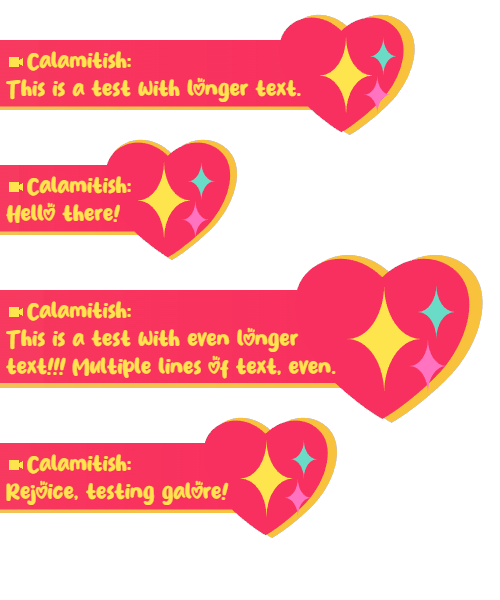 Calamitish:
This is a test with longer text.
Calamitish:
Hello there!
Calamitish:
This is a test with even longer
text!!! Multiple lines of text, even.
Calamitish:
Rejoice, testing galore!